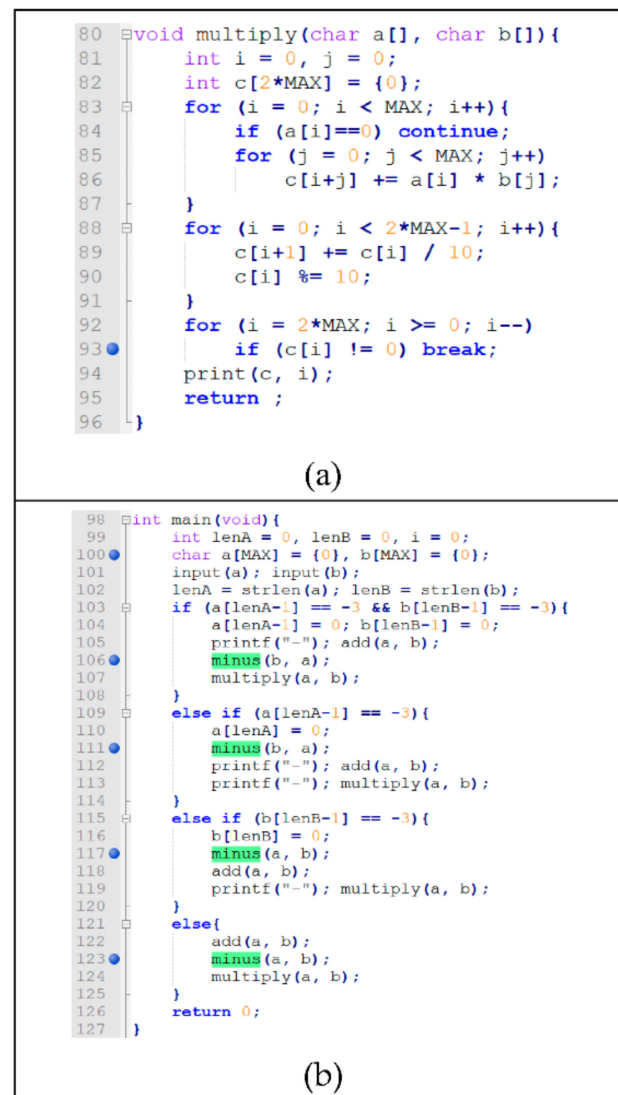 80 void multiply(char a[], char b[]){
81 int i = 0, j = 0;
82 int c[2*MAX] = {0};
83 for (i = 0; i < MAX; i++){
84 if (a[i]==0) continue;
85 for (j = 0; j < MAX; j++)
86 c[i+j] += a[i] * b[j];
87 }
88 for (i = 0; i < 2*MAX-1; i++){
89 c[i+1] += c[i] / 10;
90 c[i] %= 10;
91 }
92 for (i = 2*MAX; i >= 0; i--)
93 if (c[i] != 0) break;
94 print(c, i);
95 return ;
96 }
(a)
98 int main(void){
99 int lenA = 0, lenB = 0, i = 0;
100 char a[MAX] = {0}, b[MAX] = {0};
101 input(a); input(b);
102 lenA = strlen(a); lenB = strlen(b);
103 if (a[lenA-1] == -3 && b[lenB-1] == -3){
104 a[lenA-1] = 0; b[lenB-1] = 0;
105 printf("-"); add(a, b);
106 minus(b, a);
107 multiply(a, b);
108 }
109 else if (a[lenA-1] == -3){
110 a[lenA] = 0;
111 minus(b, a);
112 printf("-"); add(a, b);
113 printf("-"); multiply(a, b);
114 }
115 else if (b[lenB-1] == -3){
116 b[lenB] = 0;
117 minus(a, b);
118 add(a, b);
119 printf("-"); multiply(a, b);
120 }
121 else{
122 add(a, b);
123 minus(a, b);
124 multiply(a, b);
125 }
126 return 0;
127 }
(b)